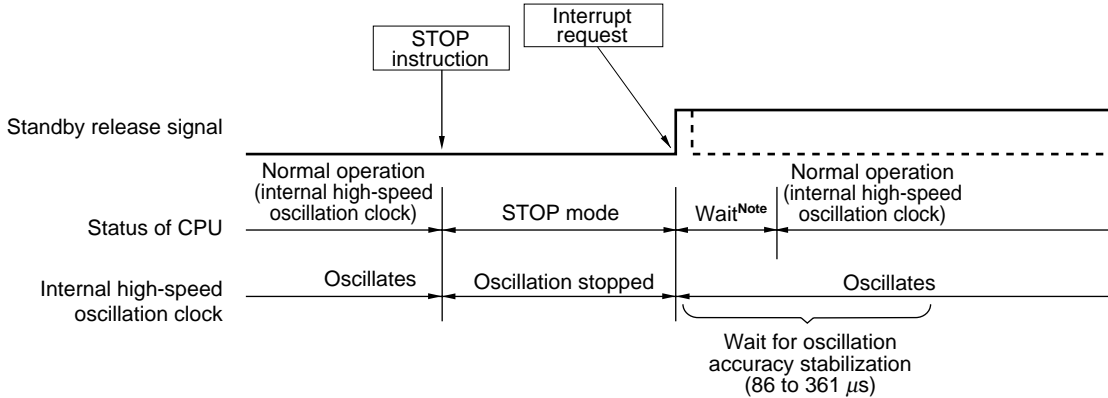 STOP
instruction
Interrupt
request
Standby release signal
Normal operation
(internal high-speed
oscillation clock)
Normal operation
(internal high-speed
oscillation clock)
Status of CPU
STOP mode
WaitNote
Internal high-speed
oscillation clock
Oscillates
Oscillation stopped
Oscillates
Wait for oscillation
accuracy stabilization
(86 to 361 μs)